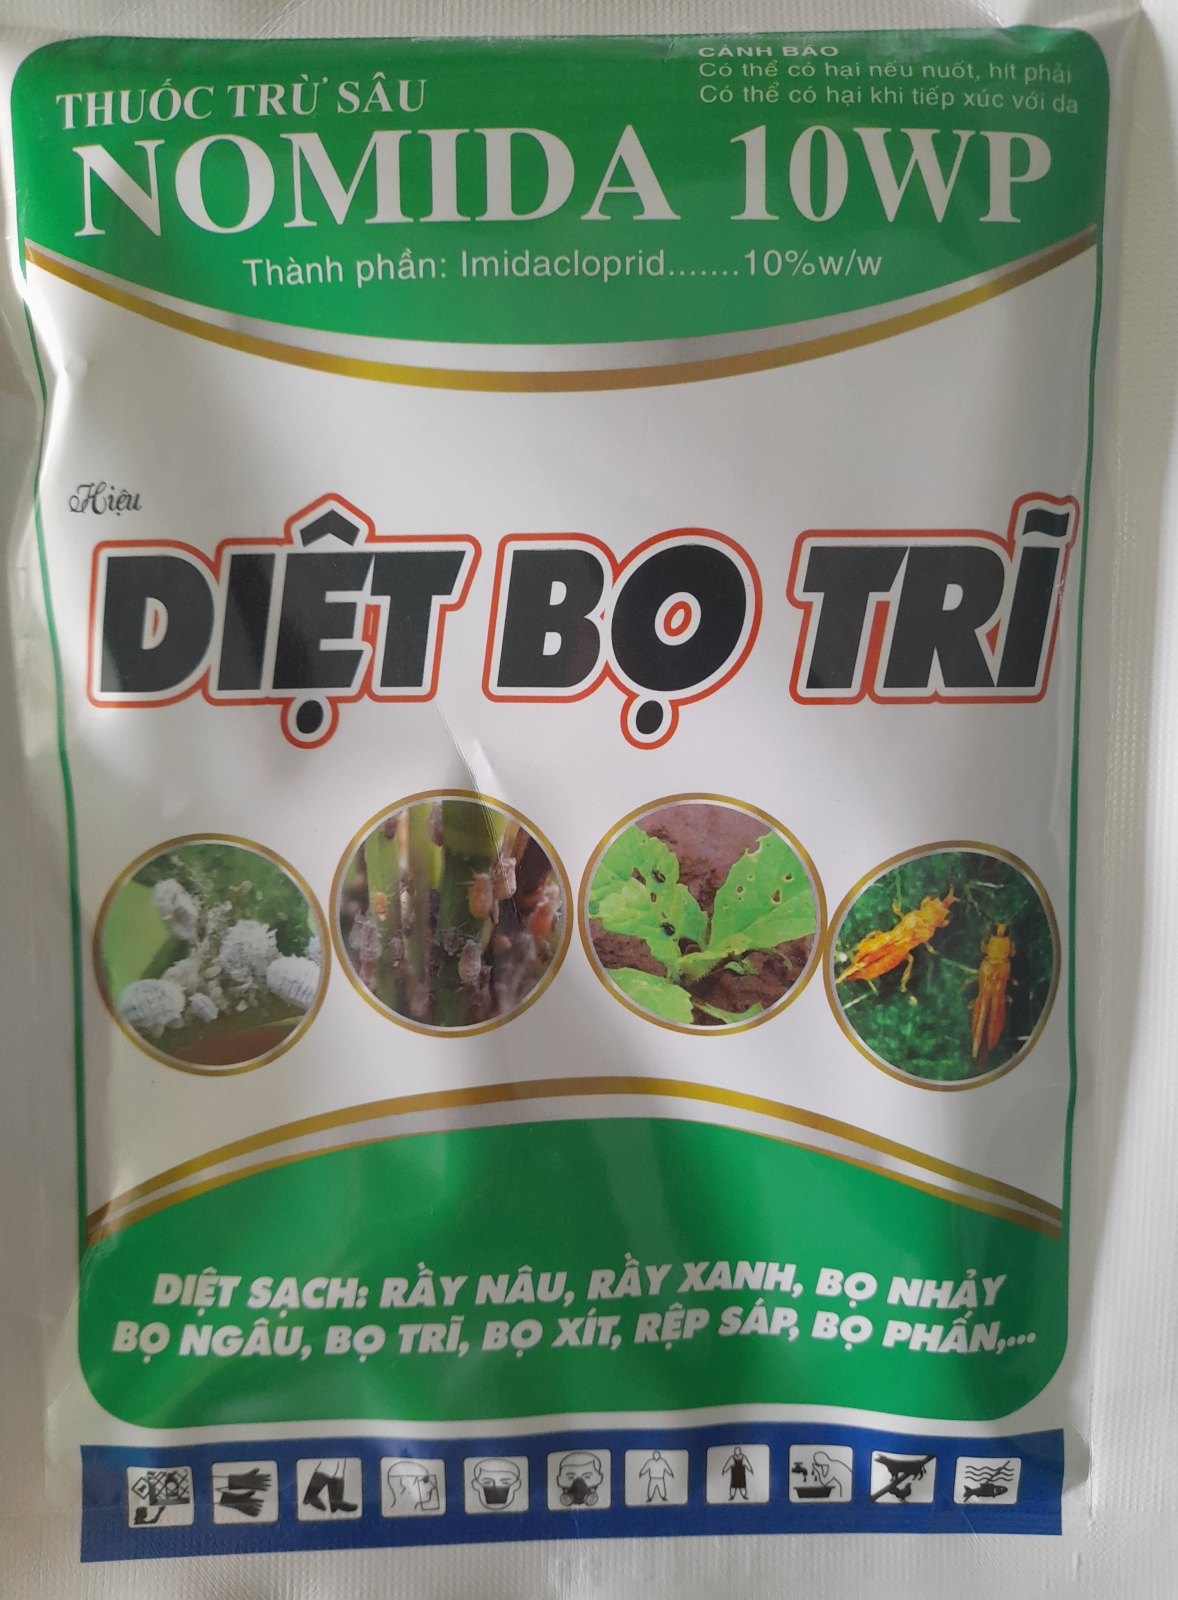 CẢNH BÁO
Có thể có hại nếu nuốt, hít phải
Có thể có hại khi tiếp xúc với da
THUỐC TRỪ SÂU
NOMIDA 10WP
Thành phần: Imidacloprid.......10%w/w
Hiệu
DIỆT BỌ TRĨ
DIỆT SẠCH: RẦY NÂU, RẦY XANH, BỌ NHẢY
BỌ NGÂU, BỌ TRĨ, BỌ XÍT, RỆP SÁP, BỌ PHẤN,...